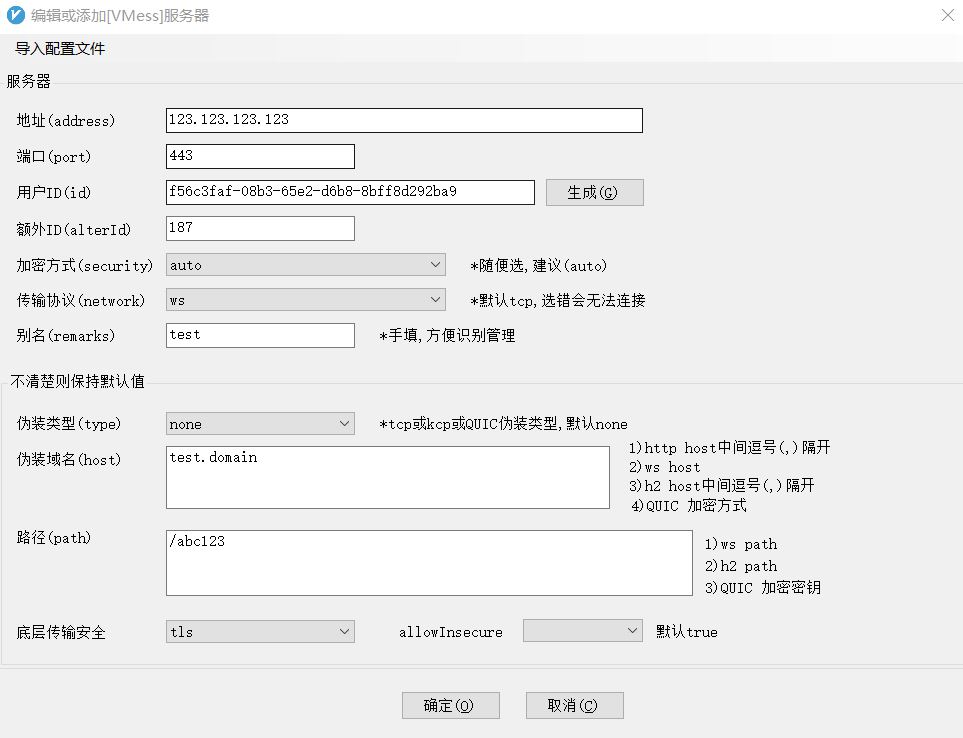 编辑或添加[VMess]服务器
导入配置文件
服务器
地址(address) 123.123.123.123
端口(port) 443
用户ID(id) f56c3faf-08b3-65e2-d6b8-8bff8d292ba9 生成(G)
额外ID(alterId) 187
加密方式(security) auto *随便选,建议(auto)
传输协议(network) ws *默认tcp,选错会无法连接
别名(remarks) test *手填,方便识别管理
不清楚则保持默认值
伪装类型(type) none *tcp或kcp或QUIC伪装类型,默认none
伪装域名(host) test.domain
1)http host中间逗号(,)隔开
2)ws host
3)h2 host中间逗号(,)隔开
4)QUIC 加密方式
路径(path) /abc123
1)ws path
2)h2 path
3)QUIC 加密密钥
底层传输安全 tls allowInsecure 默认true
确定(O) 取消(C)